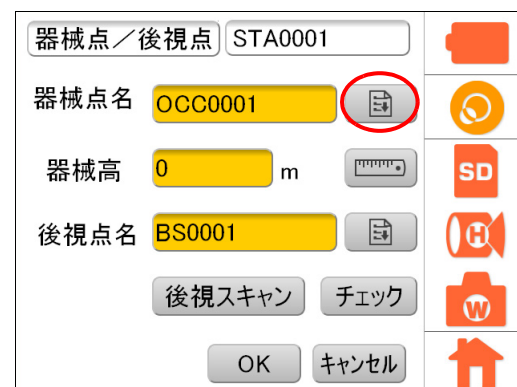 器械点／後視点 STA0001
器械点名 OCC0001
器械高 0 m
SD
後視点名 BS0001
H
後視スキャン チェック
W
OK キャンセル